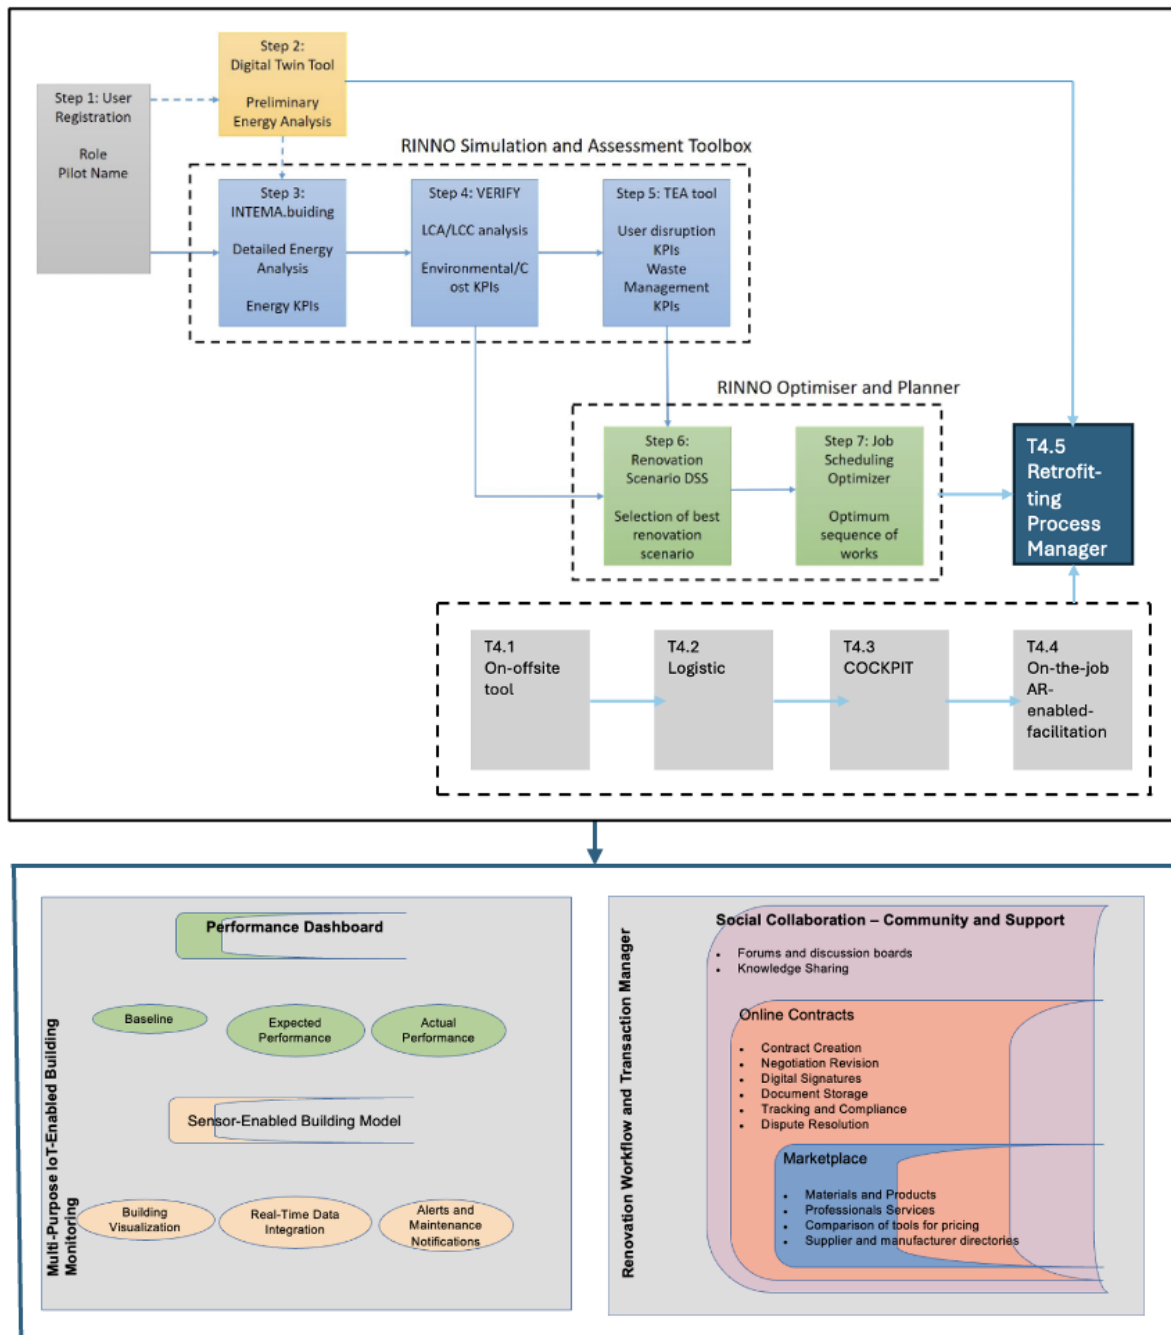 Step 1: User
Registration
Role
Pilot Name
Step 2:
Digital Twin Tool
Preliminary
Energy Analysis
RINNO Simulation and Assessment Toolbox
Step 3:
INTEMA.buiding
Detailed Energy
Analysis
Energy KPIs
Step 4: VERIFY
LCA/LCC analysis
Environmental/C
ost KPIs
Step 5: TEA tool
User disruption
KPIs
Waste
Management
KPIs
RINNO Optimiser and Planner
Step 6:
Renovation
Scenario DSS
Selection of best
renovation
scenario
Step 7: Job
Scheduling
Optimizer
Optimum
sequence of
works
T4.5
Retrofit-
ting
Process
Manager
T4.1
On-offsite
tool
T4.2
Logistic
T4.3
COCKPIT
T4.4
On-the-job
AR-
enabled-
facilitation
Multi-Purpose IoT-Enabled Building
Monitoring
Performance Dashboard
Baseline
Expected
Performance
Actual
Performance
Sensor-Enabled Building Model
Building
Visualization
Real-Time Data
Integration
Alerts and
Maintenance
Notifications
Renovation Workflow and Transaction Manager
Social Collaboration – Community and Support
• Forums and discussion boards
• Knowledge Sharing
Online Contracts
• Contract Creation
• Negotiation Revision
• Digital Signatures
• Document Storage
• Tracking and Compliance
• Dispute Resolution
Marketplace
• Materials and Products
• Professionals Services
• Comparison of tools for pricing
• Supplier and manufacturer directories